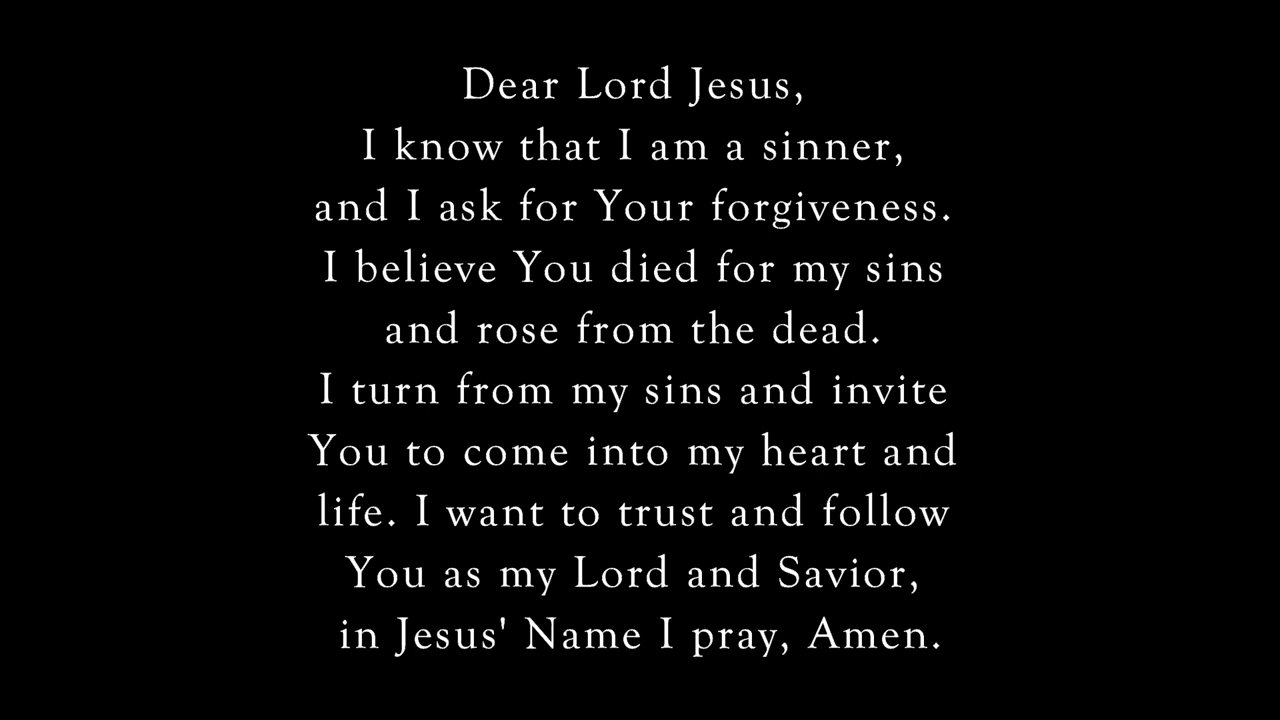 Dear Lord Jesus,
I know that I am a sinner,
and I ask for Your forgiveness.
I believe You died for my sins
and rose from the dead.
I turn from my sins and invite
You to come into my heart and
life. I want to trust and follow
You as my Lord and Savior,
in Jesus' Name I pray, Amen.